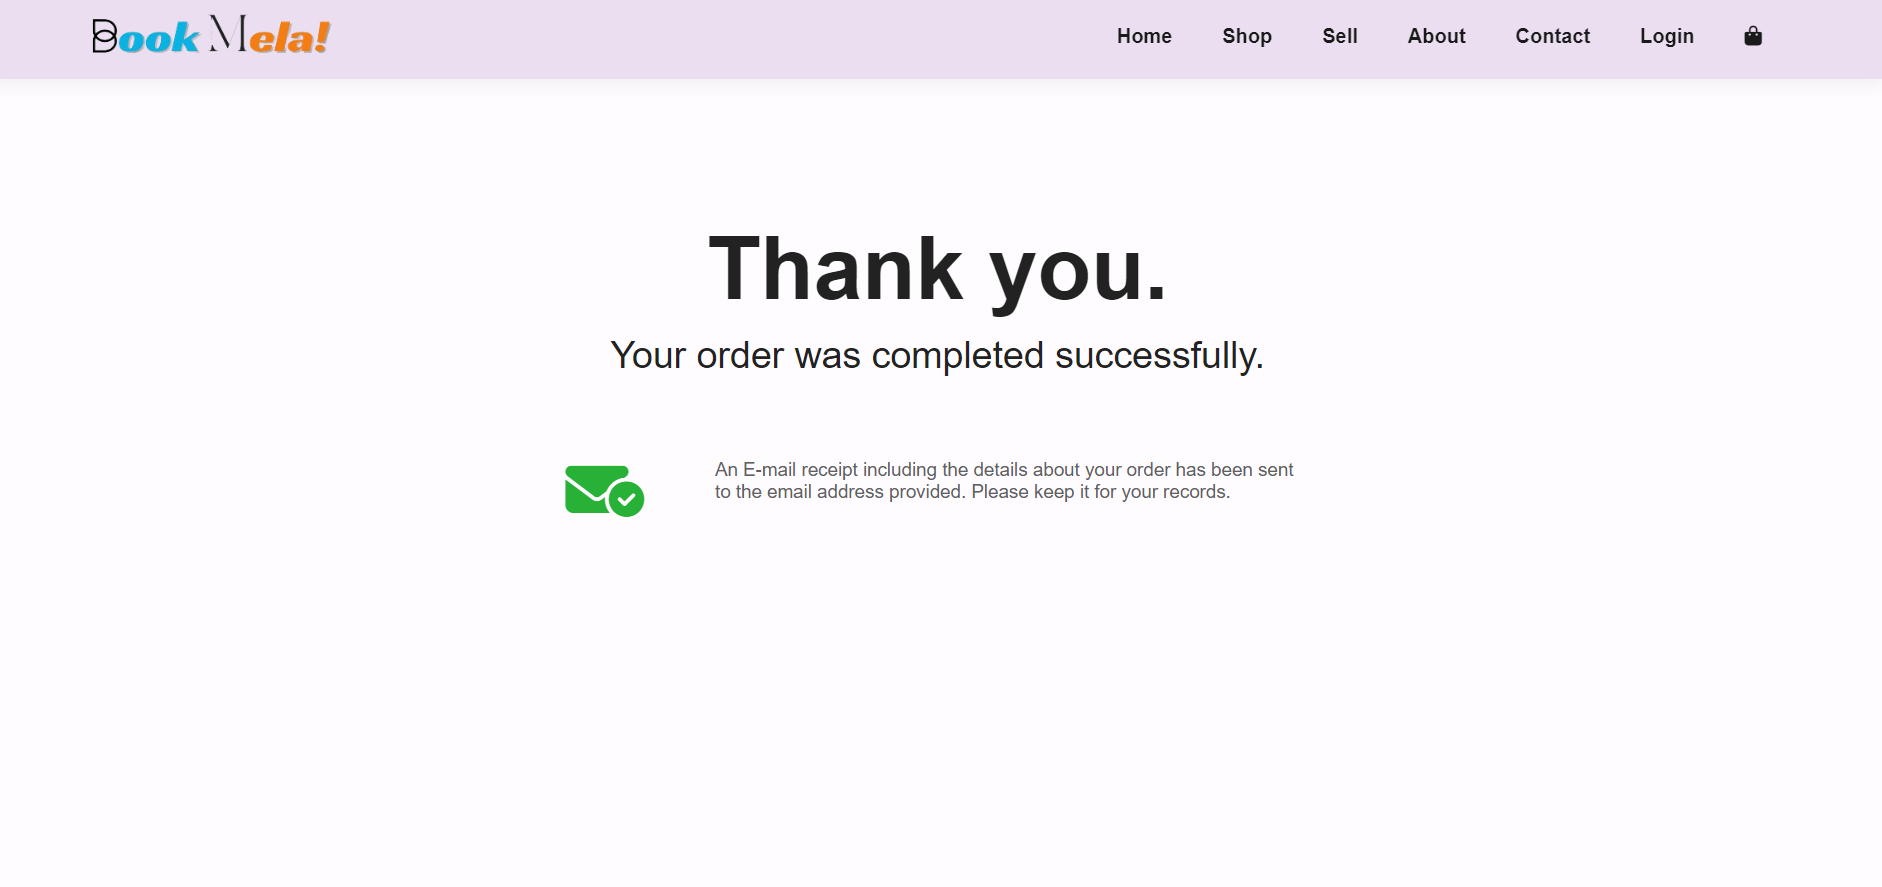 Book Mela!
Home Shop Sell About Contact Login
Thank you.
Your order was completed successfully.
An E-mail receipt including the details about your order has been sent
to the email address provided. Please keep it for your records.